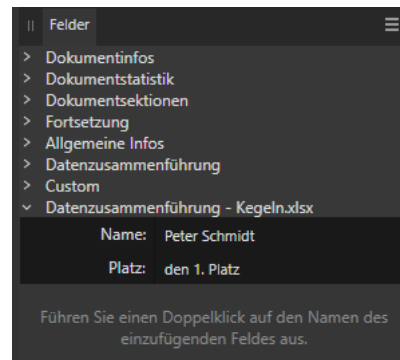 Felder
Dokumentinfos
Dokumentstatistik
Dokumentsektionen
Fortsetzung
Allgemeine Infos
Datenzusammenführung
Custom
Datenzusammenführung - Kegeln.xlsx
Name: Peter Schmidt
Platz: den 1. Platz
Führen Sie einen Doppelklick auf den Namen des
einzufügenden Feldes aus.